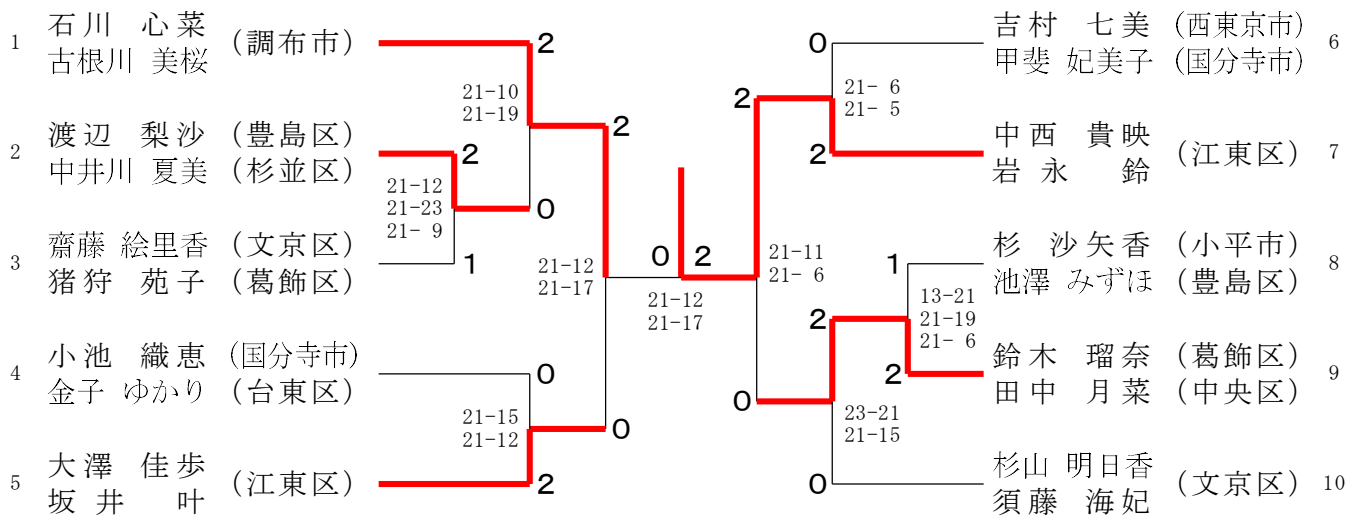 1 石川 心菜 (調布市)
古根川 美桜
2 渡辺 梨沙 (豊島区)
中井川 夏美 (杉並区)
3 齋藤 絵里香 (文京区)
猪狩 苑子 (葛飾区)
4 小池 織恵 (国分寺市)
金子 ゆかり (台東区)
5 大澤 佳歩 (江東区)
坂井 叶
2
21-10
21-19
2
2
21-12
21-23
21- 9
0
1
21-12
21-17
0
21-15
21-12
0
2
0 2
21-12
21-17
2
0
21- 6
21- 5
2
21-11
21- 6
1
13-21
21-19
21- 6
2
2
0
23-21
21-15
0
吉村 七美 (西東京市) 6
甲斐 妃美子 (国分寺市)
中西 貴映 (江東区) 7
岩永 鈴
杉 沙矢香 (小平市) 8
池澤 みずほ (豊島区)
鈴木 瑠奈 (葛飾区) 9
田中 月菜 (中央区)
杉山 明日香 (文京区) 10
須藤 海妃